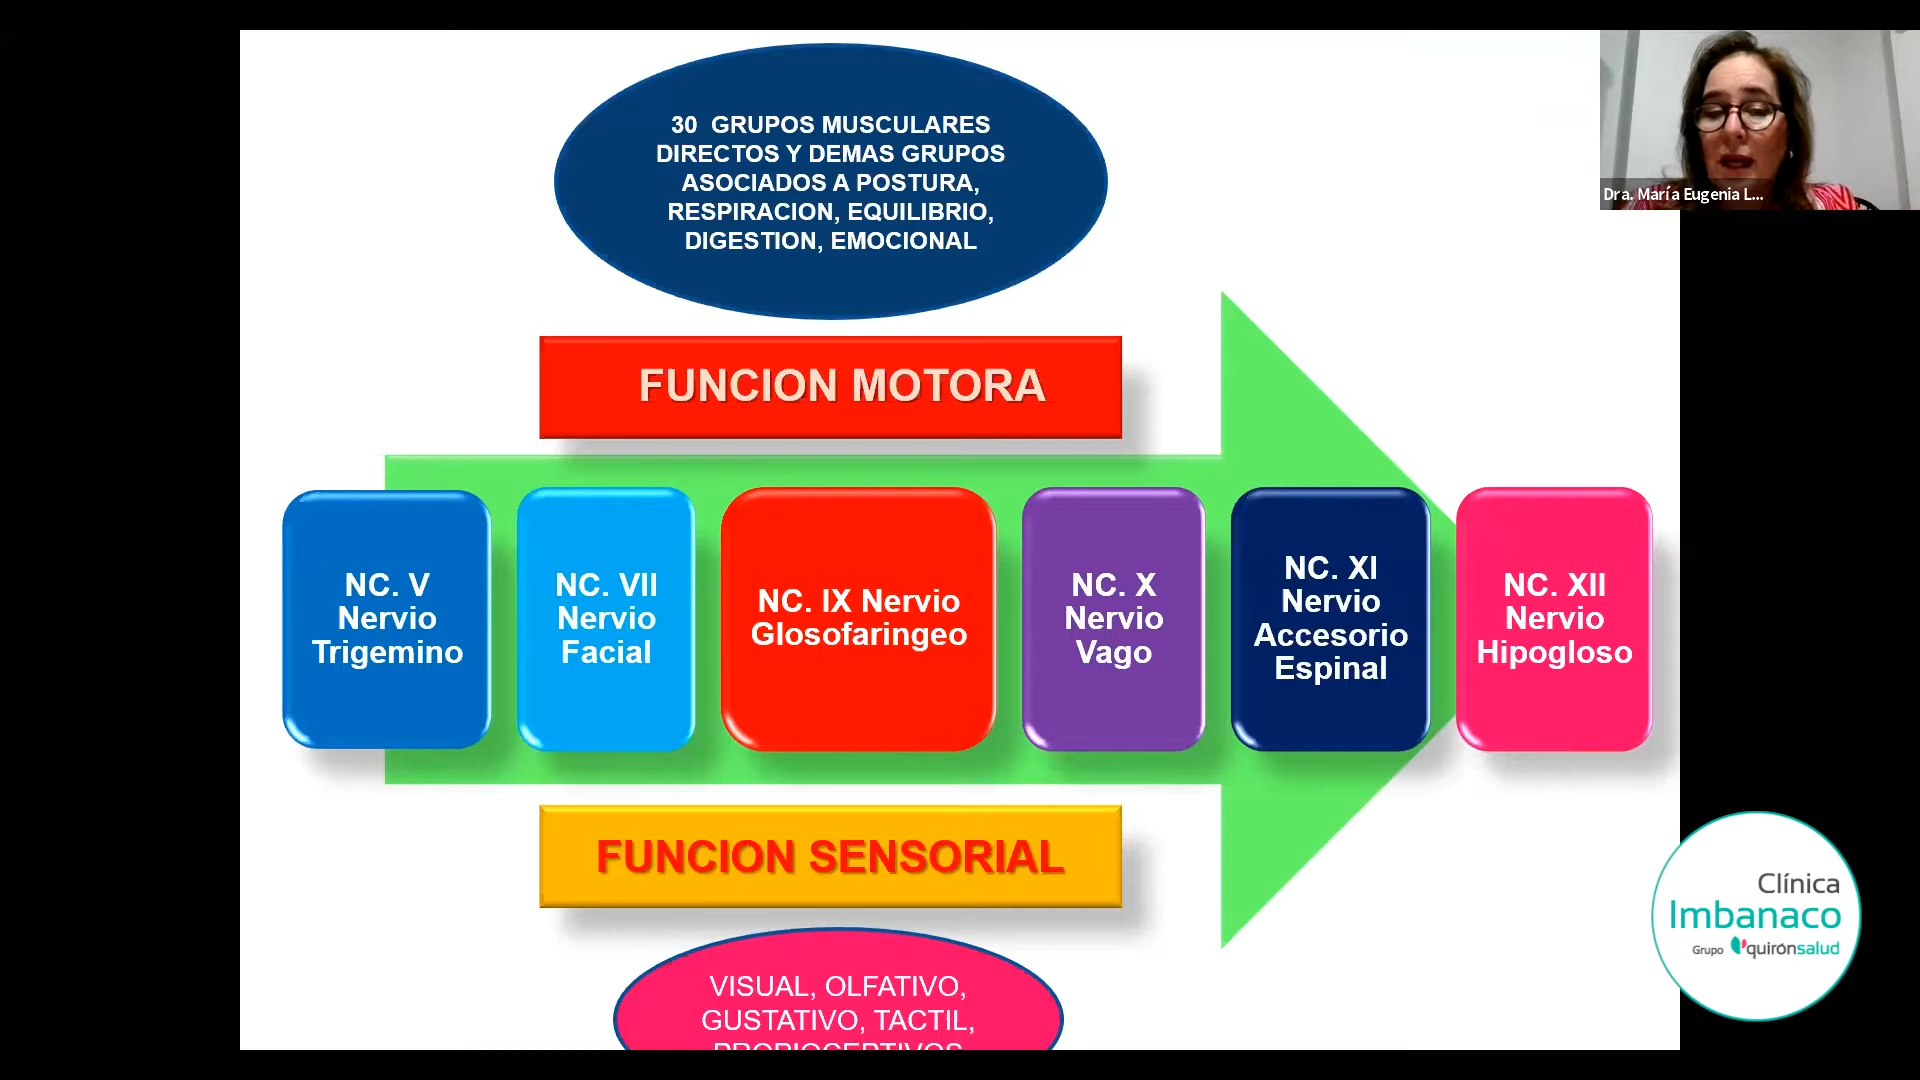 30 GRUPOS MUSCULARES
DIRECTOS Y DEMAS GRUPOS
ASOCIADOS A POSTURA,
RESPIRACION, EQUILIBRIO,
DIGESTION, EMOCIONAL
Dra. María Eugenia L...
FUNCION MOTORA
NC. V
Nervio
Trigemino
NC. VII
Nervio
Facial
NC. IX Nervio
Glosofaringeo
NC. X
Nervio
Vago
NC. XI
Nervio
Accesorio
Espinal
NC. XII
Nervio
Hipogloso
FUNCION SENSORIAL
VISUAL, OLFATIVO,
GUSTATIVO, TACTIL,
PROPIOCEPTIVOS
Clínica
Imbanaco
Grupo quirónsalud